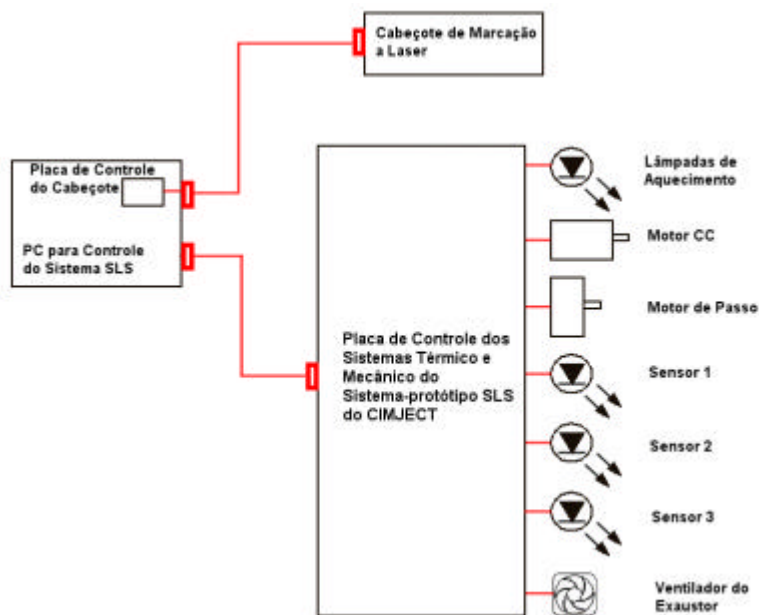 Cabeçote de Marcação
a Laser
Placa de Controle
do Cabeçote
PC para Controle
do Sistema SLS
Placa de Controle dos
Sistemas Térmico e
Mecânico do
Sistema-protótipo SLS
do CIMJECT
Lâmpadas de
Aquecimento
Motor CC
Motor de Passo
Sensor 1
Sensor 2
Sensor 3
Ventilador do
Exaustor